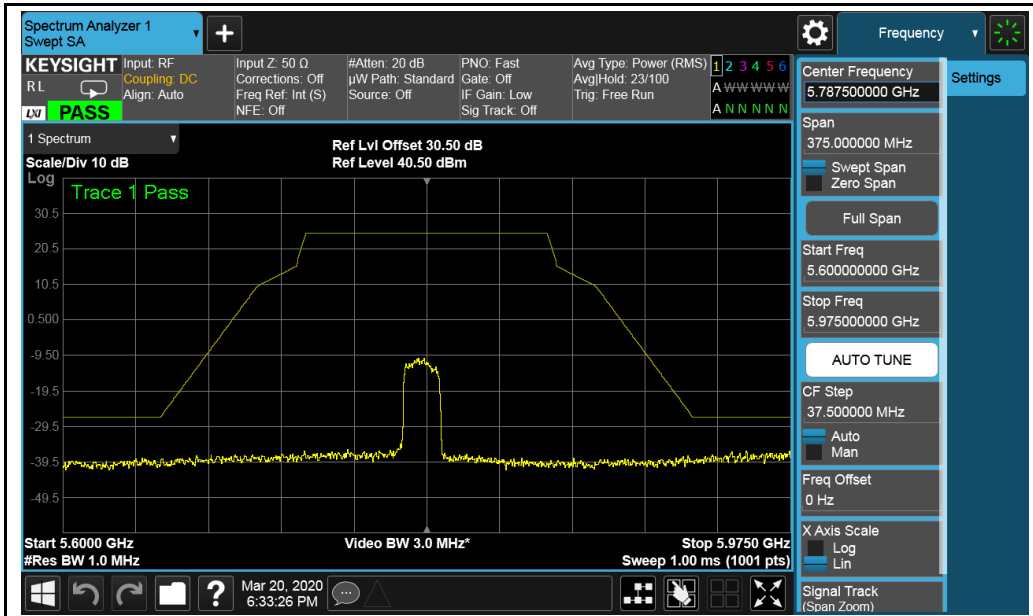 Spectrum Analyzer 1
Swept SA
+
Frequency
KEYSIGHT
RL
LXI
PASS
Input: RF
Coupling: DC
Align: Auto
Input Z: 50 Ω
Corrections: Off
Freq Ref: Int (S)
NFE: Off
#Atten: 20 dB
µW Path: Standard
Source: Off
PNO: Fast
Gate: Off
IF Gain: Low
Sig Track: Off
Avg Type: Power (RMS)
Avg|Hold: 23/100
Trig: Free Run
1 2 3 4 5 6
A W W W W W
A N N N N N
1 Spectrum
Scale/Div 10 dB
Ref Lvl Offset 30.50 dB
Ref Level 40.50 dBm
Log
Trace 1 Pass
30.5
20.5
10.5
0.500
-9.50
-19.5
-29.5
-39.5
-49.5
Start 5.6000 GHz
#Res BW 1.0 MHz
Video BW 3.0 MHz*
Stop 5.9750 GHz
Sweep 1.00 ms (1001 pts)
Center Frequency
5.787500000 GHz
Settings
Span
375.000000 MHz
Swept Span
Zero Span
Full Span
Start Freq
5.600000000 GHz
Stop Freq
5.975000000 GHz
AUTO TUNE
CF Step
37.500000 MHz
Auto
Man
Freq Offset
0 Hz
X Axis Scale
Log
Lin
Signal Track
(Span Zoom)
?
Mar 20, 2020
6:33:26 PM